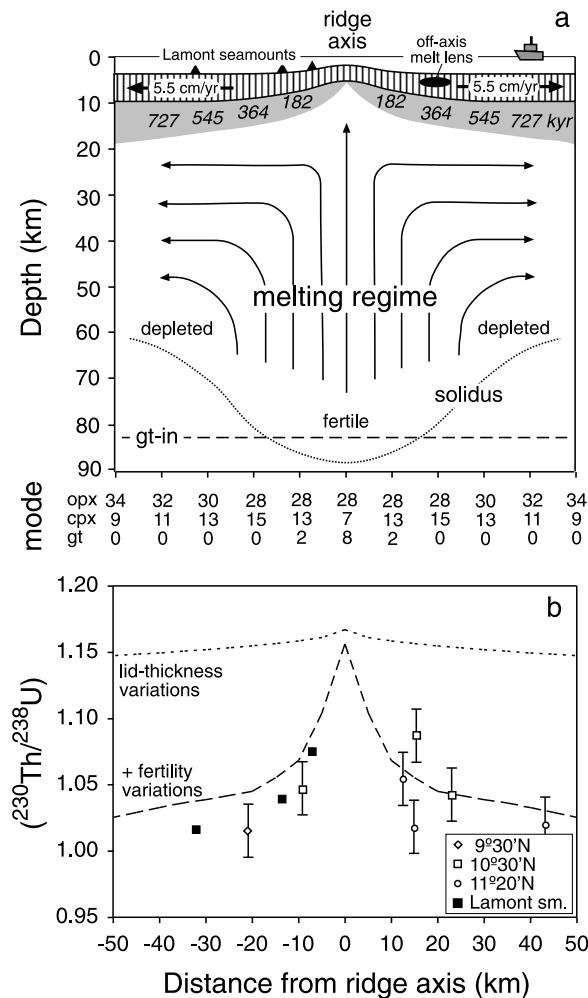 a
ridge
axis
Lamont seamounts
off-axis
melt lens
0
5.5 cm/yr
5.5 cm/yr
10
727 545 364 182 182 364 545 727 kyr
20
30
40
50
60
70
80
90
Depth (km)
melting regime
depleted
depleted
solidus
fertile
gt-in
mode
opx 34 32 30 28 28 28 28 28 30 32 34
cpx 9 11 13 15 13 7 13 15 13 11 9
gt 0 0 0 0 2 8 2 0 0 0 0
b
1.20
1.15
1.10
1.05
1.00
0.95
(²³⁰Th/²³⁸U)
lid-thickness
variations
+ fertility
variations
9º30'N
10º30'N
11º20'N
Lamont sm.
-50 -40 -30 -20 -10 0 10 20 30 40 50
Distance from ridge axis (km)